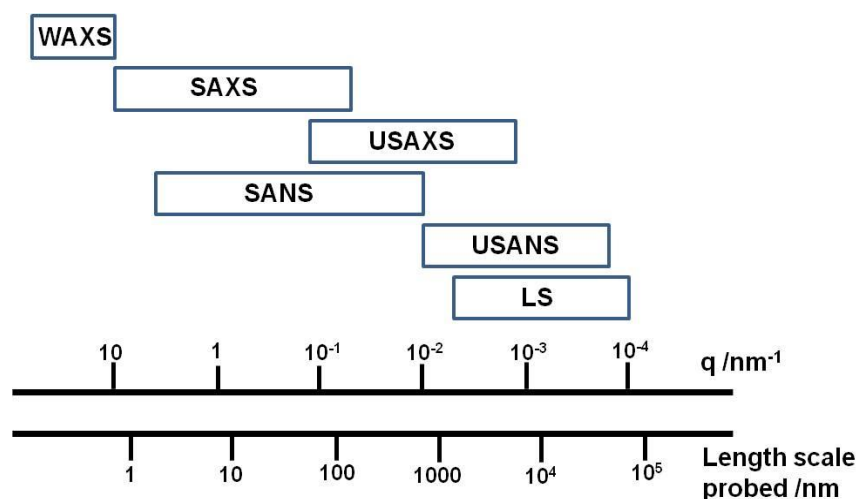 WAXS
SAXS
USAXS
SANS
USANS
LS
10 1 10⁻¹ 10⁻² 10⁻³ 10⁻⁴ q /nm⁻¹
1 10 100 1000 10⁴ 10⁵ Length scale
probed /nm